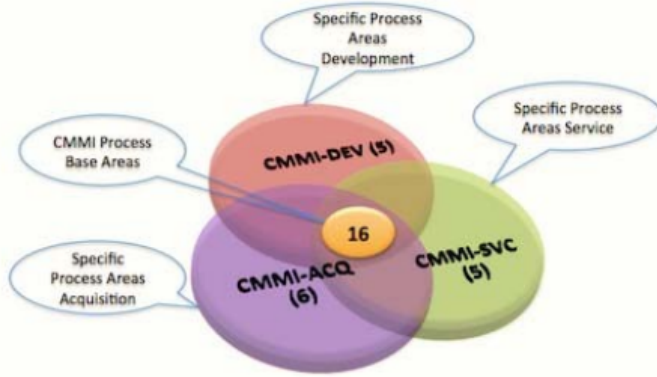 Specific Process
Areas
Development
Specific Process
Areas Service
CMMI Process
Base Areas
CMMI-DEV (5)
16
CMMI-SVC
(5)
CMMI-ACQ
(6)
Specific
Process Areas
Acquisition